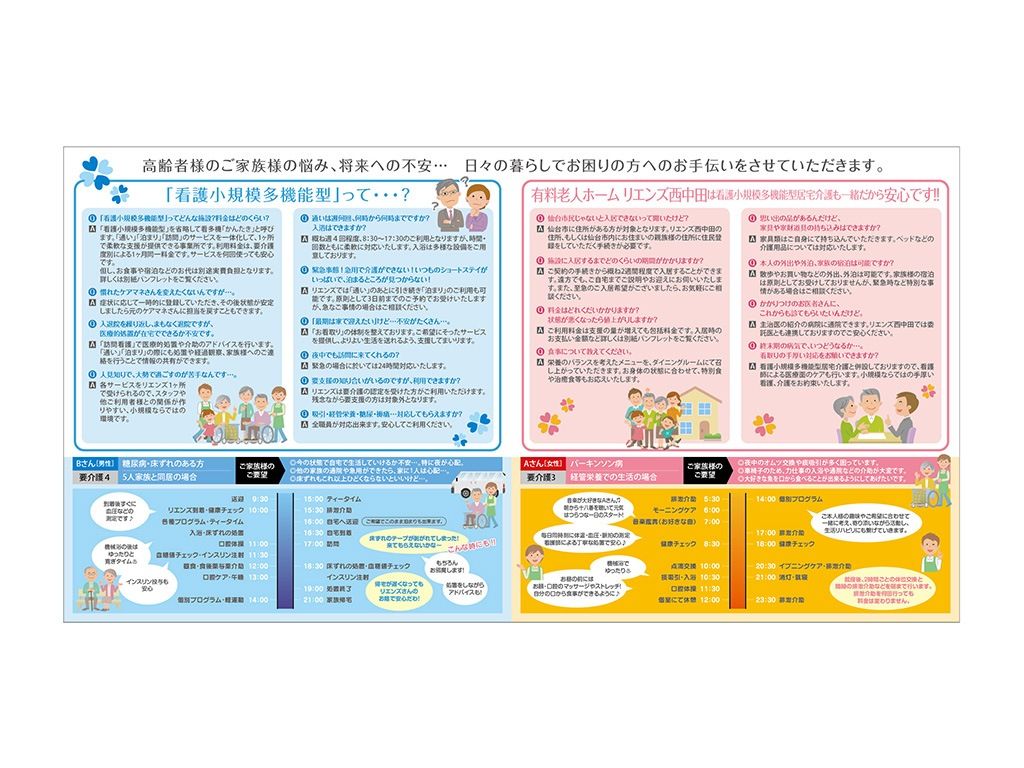 高齢者様のご家族様の悩み、将来への不安… 日々の暮らしでお困りの方へのお手伝いをさせていただきます。
「看護小規模多機能型」って・・・?
Q 「看護小規模多機能型」ってどんな施設?料金はどのくらい?
A 「看護小規模多機能型」を省略して看多機「かんたき」と呼び
ます。「通い」「泊まり」「訪問」のサービスを一体化して、1ヶ所
で柔軟な支援が提供できる事業所です。利用料金は、要介護
度別による1ヶ月同一料金です。サービスを何回使っても安心
です。
但し、お食事や宿泊などのお代は別途実費負担となります。
詳しくは別紙パンフレットをご覧ください。
Q 慣れたケアマネさんを変えたくないんですが…。
A 症状に応じて一時的に登録していただき、その後状態が安定
しましたら元のケアマネさんに担当を戻すこともできます。
Q 入退院を繰り返し、まもなく退院ですが、
医療的処置が在宅でできるか不安で…。
A 「訪問看護」で医療的処置や介助のアドバイスを行います。
「通い」「泊まり」の際にも処置や経過観察、家族様へのご連
絡を行うことで情報の共有ができます。
Q 人見知りで、大勢で過ごすのが苦手なんです…。
A 各サービスをリエンズ1ヶ所
で受けられるので、スタッフや
他ご利用者様との関係が作
りやすい、小規模ならではの
環境です。
Q 通いは週何回、何時から何時までですか?
入浴はできますか?
A 概ね週4回程度、8:30〜17:30のご利用となりますが、時間・
回数ともに柔軟に対応いたします。入浴は多様な設備をご用
意しております。
Q 緊急事態!急用で介護ができない!いつものショートステイが
いっぱいで、泊まるところが見つからない!
A リエンズでは「通い」のあとに引き続き「泊まり」のご利用も可
能です。原則として3日前までのご予約でお受けいたします
が、急なご事情の場合はご相談ください。
Q 「最期は家で迎えたい」けど…不安がたくさん…。
A 「お看取り」の体制を整えております。ご希望にそったサービス
を提供し、よりよい生活を送れるよう、支援してまいります。
Q 夜中でも訪問に来てくれるの?
A 緊急の場合に於いては24時間対応いたします。
Q 要支援の知り合いがいるのですが、利用できますか?
A リエンズは要介護の認定を受けた方がご利用いただけます。
残念ながら要支援の方は対象外となります。
Q 吸引・経管栄養・糖尿・褥瘡…対応してもらえますか?
A 全職員が対応出来ます。安心してご利用ください。
有料老人ホーム リエンズ西中田は看護小規模多機能型居宅介護も一緒だから安心です!!
Q 仙台市民じゃないと入居できないって聞いたけど?
A 仙台市に住所がある方が対象となります。リエンズ西中田の
住所、もしくは仙台市内にお住まいの親族様の住所に住民登
録をしていただく手続きが必要です。
Q 施設に入居するまでどのくらいの期間がかかりますか?
A ご契約の手続きから概ね2週間程度で入居することができま
す。遠方でも、ご自宅までご説明やお迎えにお伺いいたしま
す。また、至急のご入居希望がございましたら、お気軽にご相
談ください。
Q 料金はどれくらいかかりますか?
状態が悪くなったら値上がりしますか?
A ご利用料金は支援の量が増えても包括料金です。入居時の
お支払い金額など詳しくは別紙パンフレットをご覧ください。
Q 食事について教えてください。
A 栄養のバランスを考えたメニューを、ダイニングルームにて召
し上がっていただきます。お身体の状態に合わせて、特別食
や治療食等もお応えいたします。
Q 思い出の品があるんだけど、
家具や家財道具の持ち込みはできますか?
A 家具類はご自身にて持ち込んでいただきます。ベッドなどの
介護用品については対応いたします。
Q 本人の外出や外泊、家族の宿泊は可能ですか?
A 散歩やお買い物などの外出、外泊は可能です。家族様の宿泊
は原則としてお受けしておりませんが、緊急時など特別な事
情がある場合はご相談ください。
Q かかりつけのお医者さんに、
これからも診てもらいたいんだけど。
A 主治医の紹介の病院に通院できます。リエンズ西中田では委
託医とも連携しておりますのでご安心ください。
Q 終末期の病気で、いつどうなるか…。
看取りの手厚い対応をお願いできますか?
A 看護小規模多機能型居宅介護と併設しておりますので、看護
師による医療面のケアも行います。小規模ならではの手厚い
看護、介護をお約束いたします。
Bさん[男性] 糖尿病・床ずれのある方
要介護4 5人家族と同居の場合
ご家族様の
ご要望
◎今の状態で自宅で生活していけるか不安…。特に夜が心配。
◎他の家族の通院や急用ができたら、家に1人は心配…。
◎床ずれもこれ以上ひどくならないといいけど…。
到着後すぐに
血圧などの
測定です!
機械浴の後は
ゆったりと
寛ぎタイム♨
インスリン投与も
安心
送迎 9:30
リエンズ到着・健康チェック 10:00
各種プログラム・ティータイム
入浴・床ずれの処置
口腔体操 11:00
血糖値チェック・インスリン注射 11:30
昼食・食後薬与薬介助 12:00
口腔ケア・午睡 13:00
個別プログラム・軽運動 14:00
15:00 ティータイム
15:30 排泄介助
16:00 自宅へ送迎 ご希望でこのまま泊まりも出来ます。
16:30 自宅到着
17:00 訪問
18:30 床ずれの処置・血糖値チェック
インスリン注射
19:00 処置終了
21:00 家族帰宅
床ずれのテープが剥がれてしまった!
来てもらえないかな〜
こんな時にも!!
もちろん
お伺いします!
帰宅が遅くなっても
リエンズさんの
お陰で安心だわ!
処置をしながら
アドバイスも!
Aさん[女性] パーキンソン病
要介護3 経管栄養での生活の場合
ご家族様の
ご要望
◎夜中のオムツ交換や痰吸引が多く困っています。
◎車椅子のため、力仕事の入浴や通院などの介助が大変です。
◎大好きな食を口から食べることが出来るようにしてあげたい。
音楽が大好きなAさん♫
朝から十八番を聴いて元気
はつらつな一日のスタート!
毎日同時刻に体温・血圧・脈拍の測定
看護師による丁寧な処置で安心♪
機械浴で
ゆったり♨
お昼の前には
お顔・口腔のマッサージやストレッチ!
自分の口から食事ができるように♪
排泄介助 5:30
モーニングケア 6:00
音楽鑑賞(お好きな曲) 7:00
健康チェック 8:30
点滴交換 10:00
痰吸引・入浴 10:30
口腔体操 11:30
個室にて休憩 12:00
14:00 個別プログラム
17:00 排泄介助
18:00 健康チェック
20:30 イブニングケア・排泄介助
21:00 消灯・就寝
23:30 排泄介助
ご本人様の趣味やご希望に合わせて
一緒に考え、寄り添いながら活動し、
生活リハビリにも繋げていきます。
就寝後、2時間ごとの体位交換と
随時の排泄介助などを朝まで行います。
排泄介助を何回行っても
料金は変わりません。